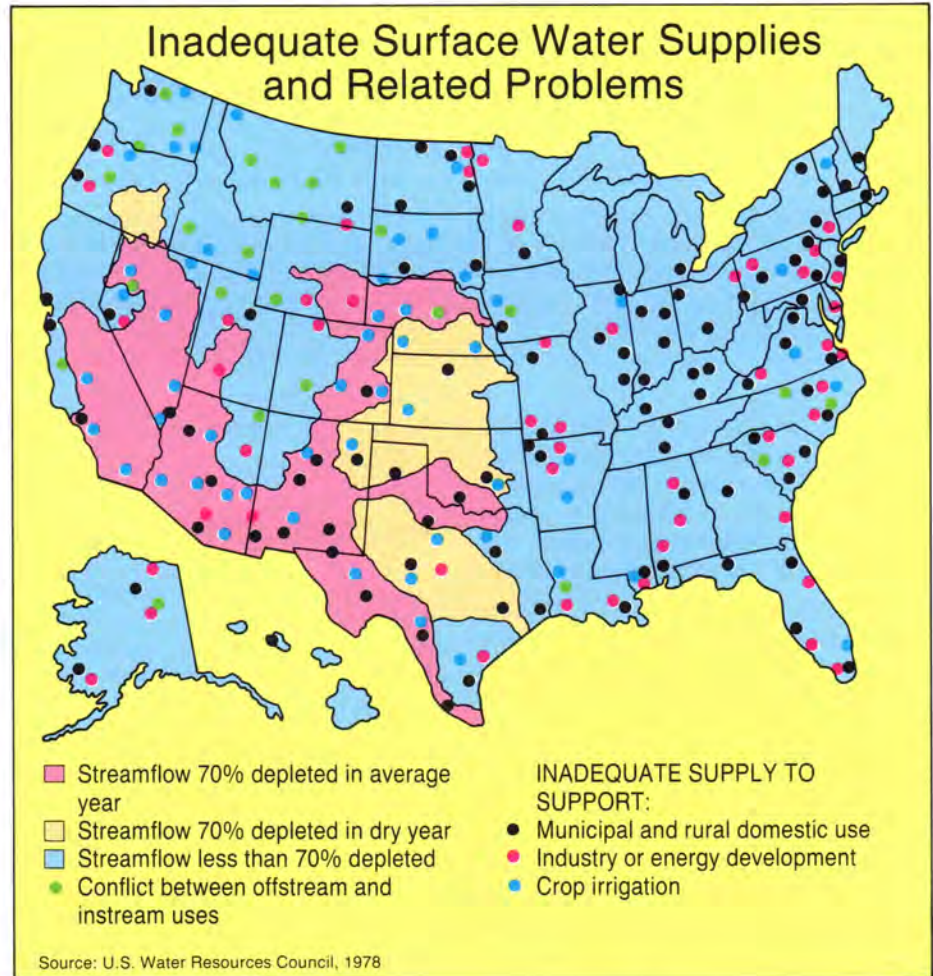 Inadequate Surface Water Supplies
and Related Problems
Streamflow 70% depleted in average
year
Streamflow 70% depleted in dry year
Streamflow less than 70% depleted
Conflict between offstream and
instream uses
INADEQUATE SUPPLY TO
SUPPORT:
Municipal and rural domestic use
Industry or energy development
Crop irrigation
Source: U.S. Water Resources Council, 1978